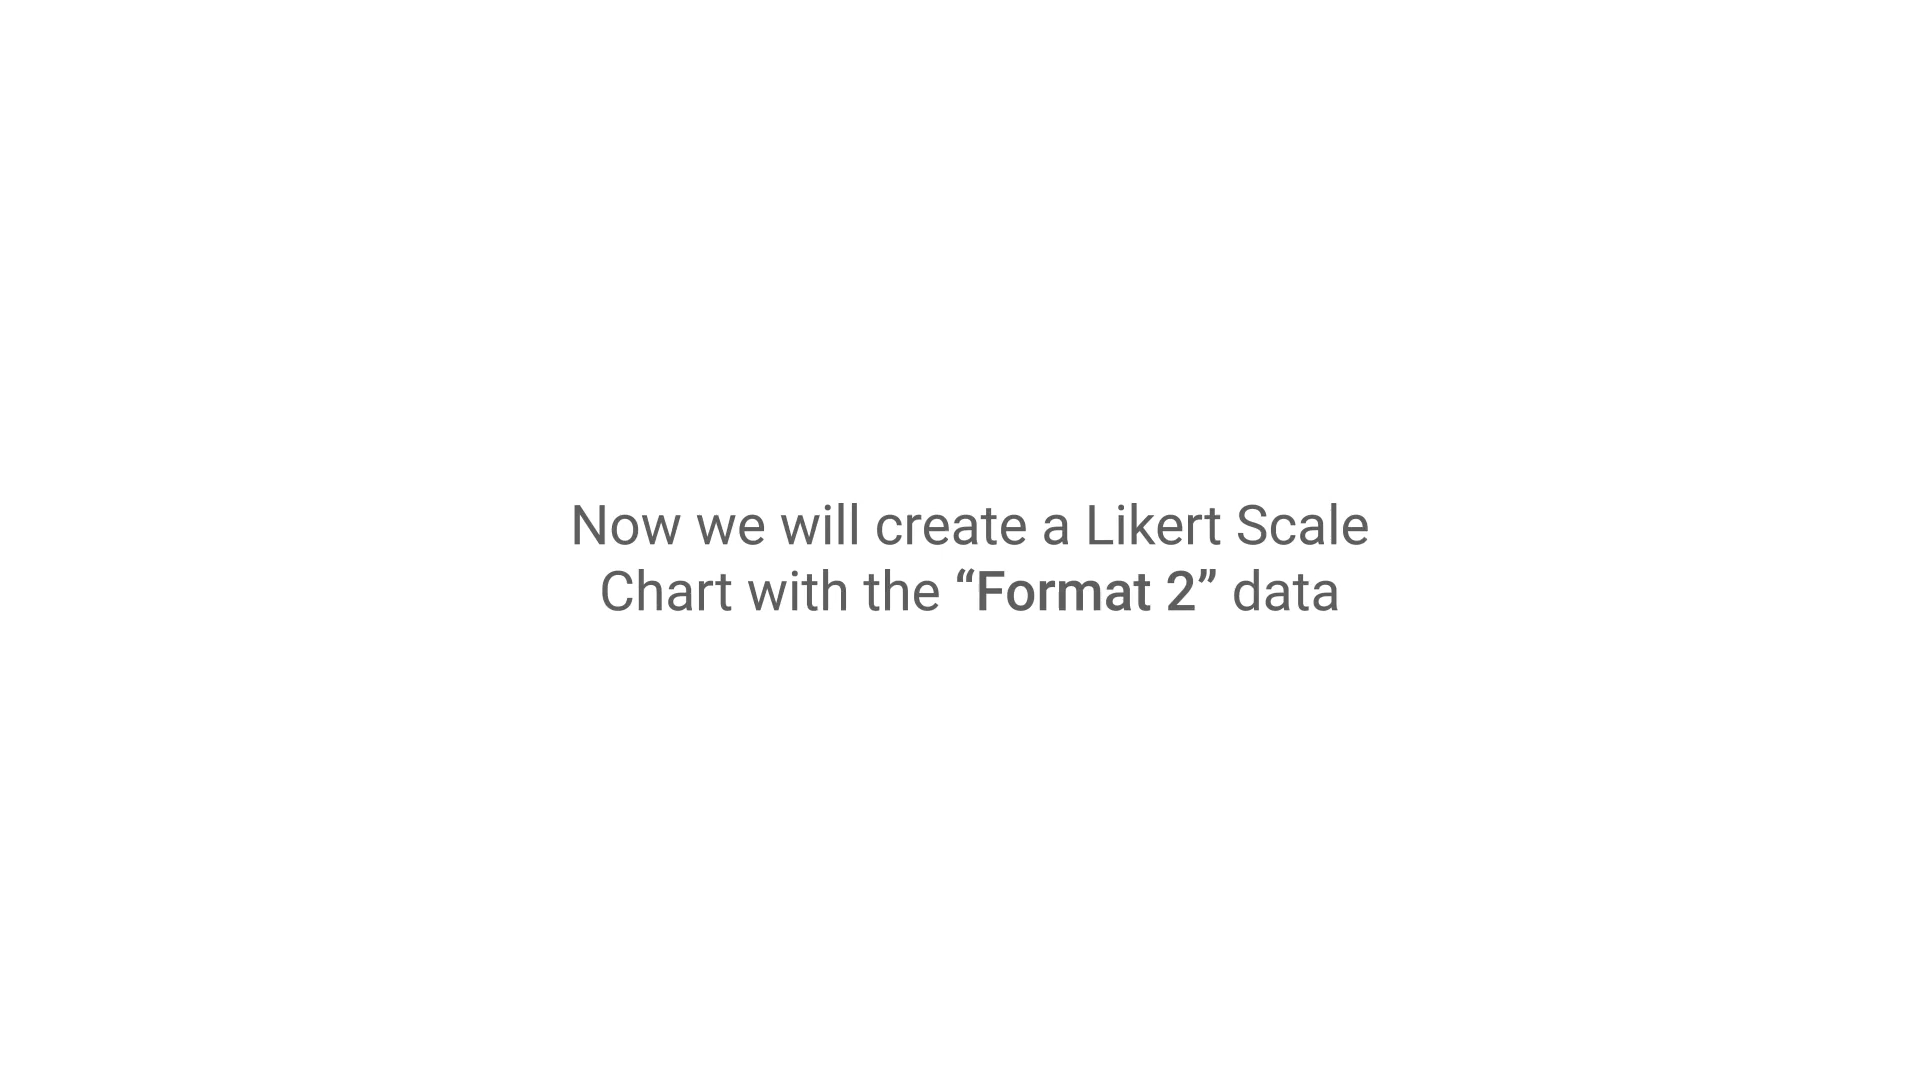 Now we will create a Likert Scale
Chart with the “Format 2” data